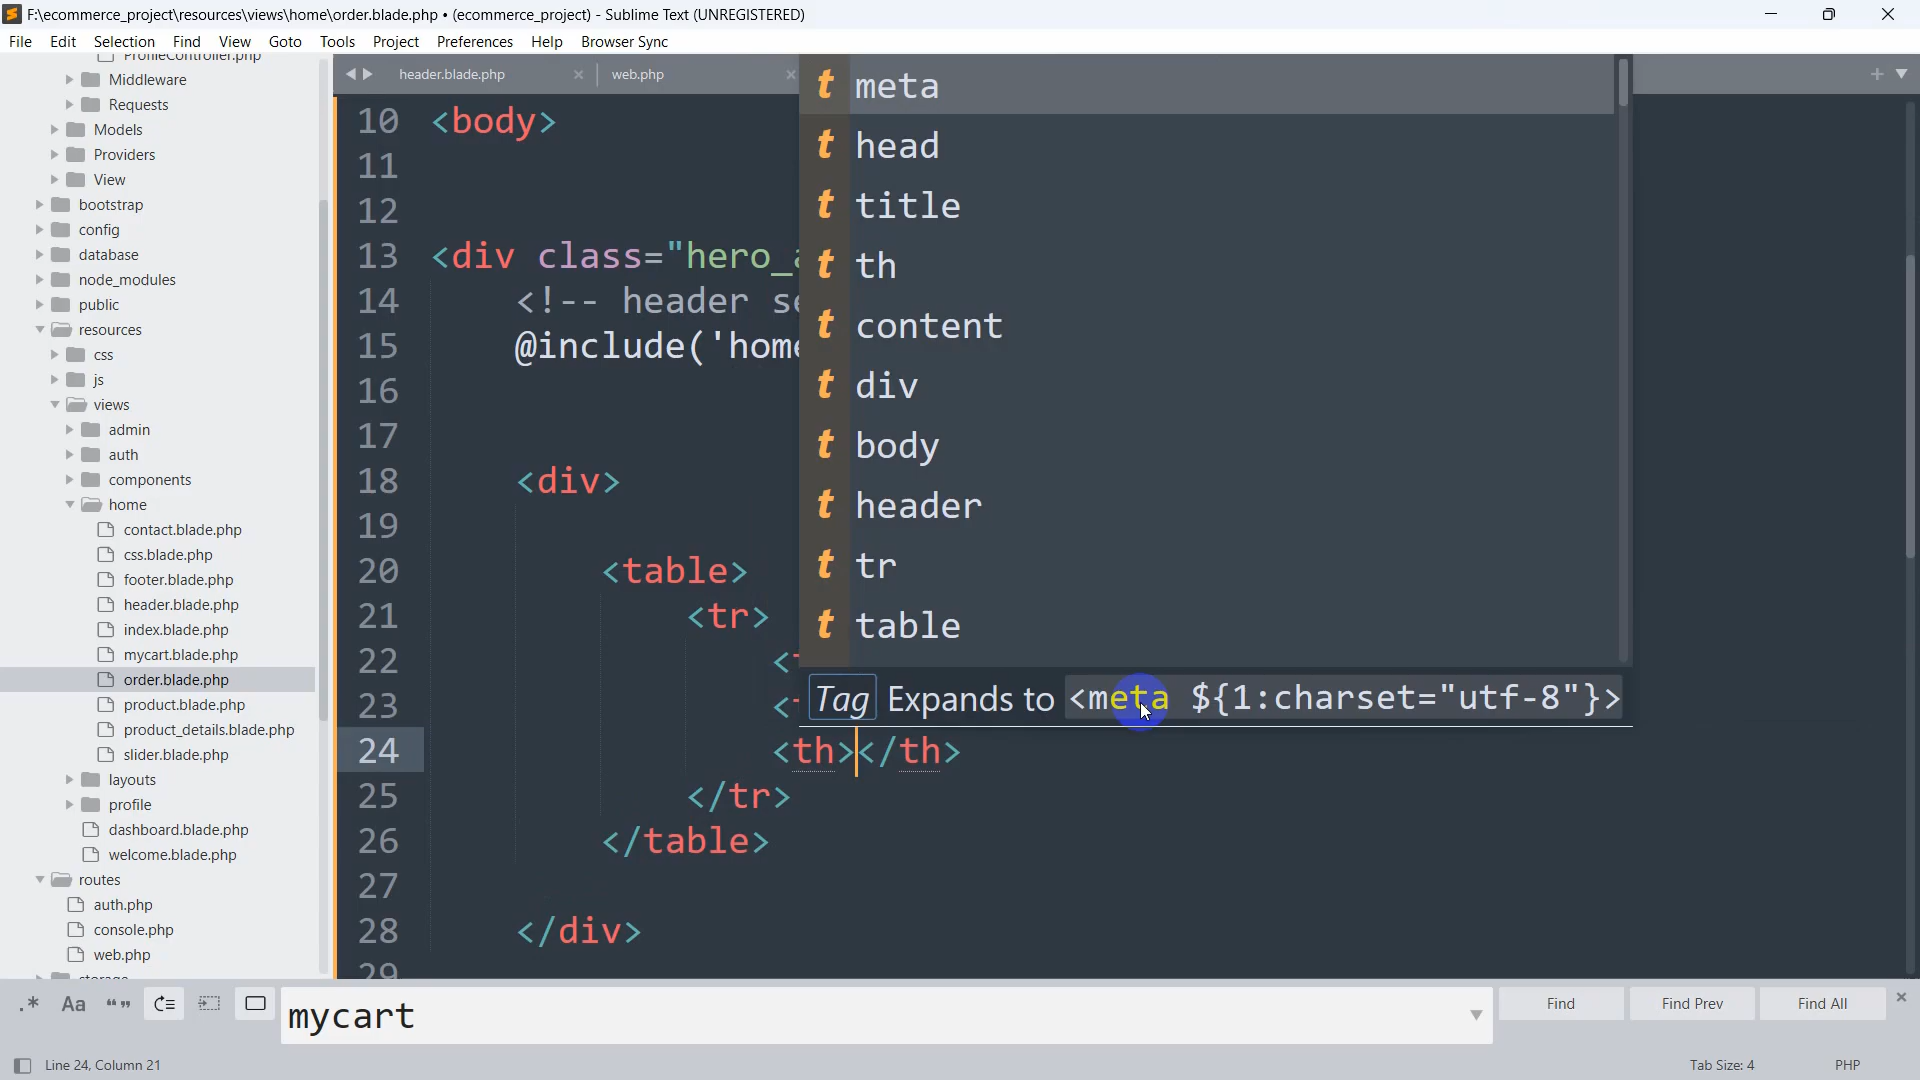 F:\ecommerce_project\resources\views\home\order.blade.php • (ecommerce_project) - Sublime Text (UNREGISTERED)
File Edit Selection Find View Goto Tools Project Preferences Help Browser Sync
ProfileController.php
Middleware
Requests
Models
Providers
View
bootstrap
config
database
node_modules
public
resources
css
js
views
admin
auth
components
home
contact.blade.php
css.blade.php
footer.blade.php
header.blade.php
index.blade.php
mycart.blade.php
order.blade.php
product.blade.php
product_details.blade.php
slider.blade.php
layouts
profile
dashboard.blade.php
welcome.blade.php
routes
auth.php
console.php
web.php
storage
header.blade.php × web.php ×
10 <body>
11
12
13 <div class="hero_
14 <!-- header
15 @include('home
16
17
18 <div>
19
20 <table>
21 <tr>
22 <
23 <
24 <th></th>
25 </tr>
26 </table>
27
28 </div>
29
t meta
t head
t title
t th
t content
t div
t body
t header
t tr
t table
Tag Expands to <meta ${1:charset="utf-8"}>
.* Aa “” mycart Find Find Prev Find All ×
Line 24, Column 21 Tab Size: 4 PHP